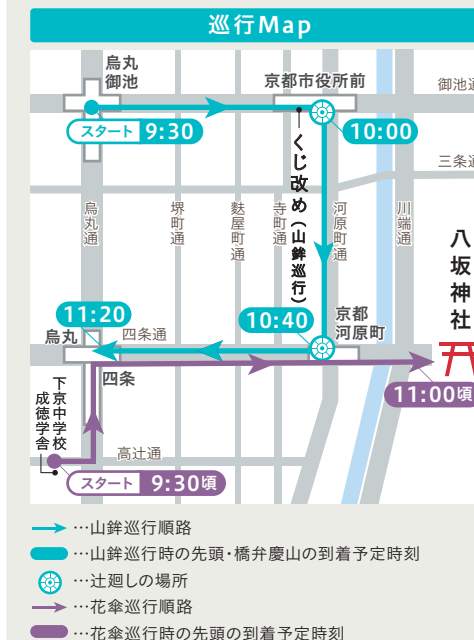 巡行Map
烏丸
御池
京都市役所前
御池通
スタート 9:30
10:00
くじ改め(山鉾巡行)
三条通
烏丸通
堺町通
麩屋町通
寺町通
河原町通
川端通
八坂神社
11:20
10:40
京都
河原町
烏丸
四条通
四条
11:00頃
下京中学校
成徳学舎
高辻通
スタート 9:30頃
…山鉾巡行順路
…山鉾巡行時の先頭・橋弁慶山の到着予定時刻
…辻廻しの場所
…花傘巡行順路
…花傘巡行時の先頭の到着予定時刻